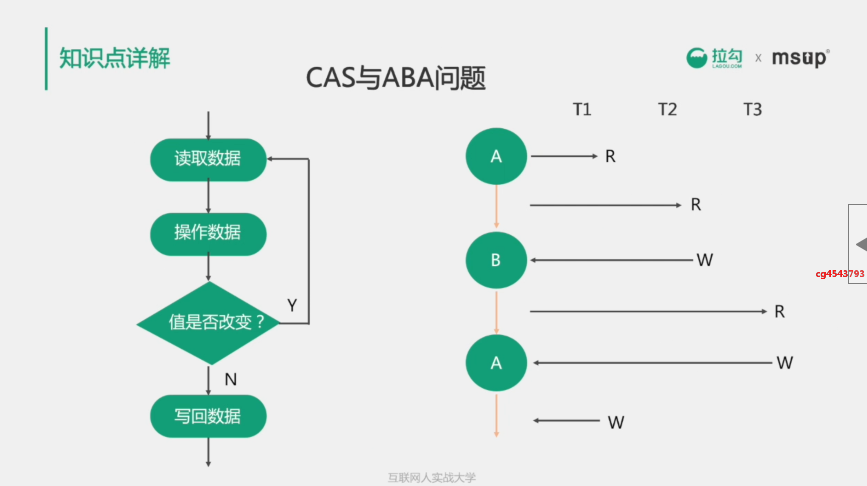 知识点详解
拉勾
LAGOU.COM
x
msup®
CAS与ABA问题
T1 T2 T3
读取数据
操作数据
值是否改变？
Y
N
写回数据
A
R
R
B
W
R
A
W
W
cg4543793
互联网人实战大学